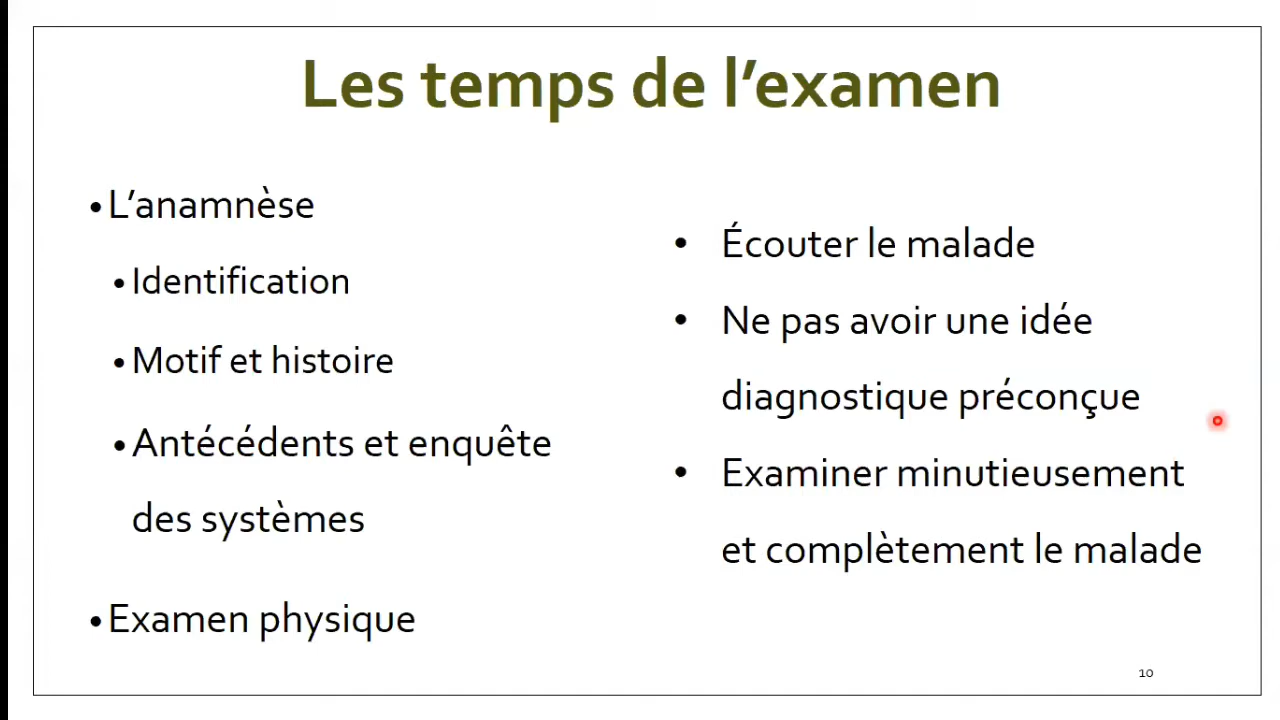 Les temps de l’examen
•L’anamnèse
•Identification
•Motif et histoire
•Antécédents et enquête
des systèmes
•Examen physique
• Écouter le malade
• Ne pas avoir une idée
diagnostique préconçue
• Examiner minutieusement
et complètement le malade
10